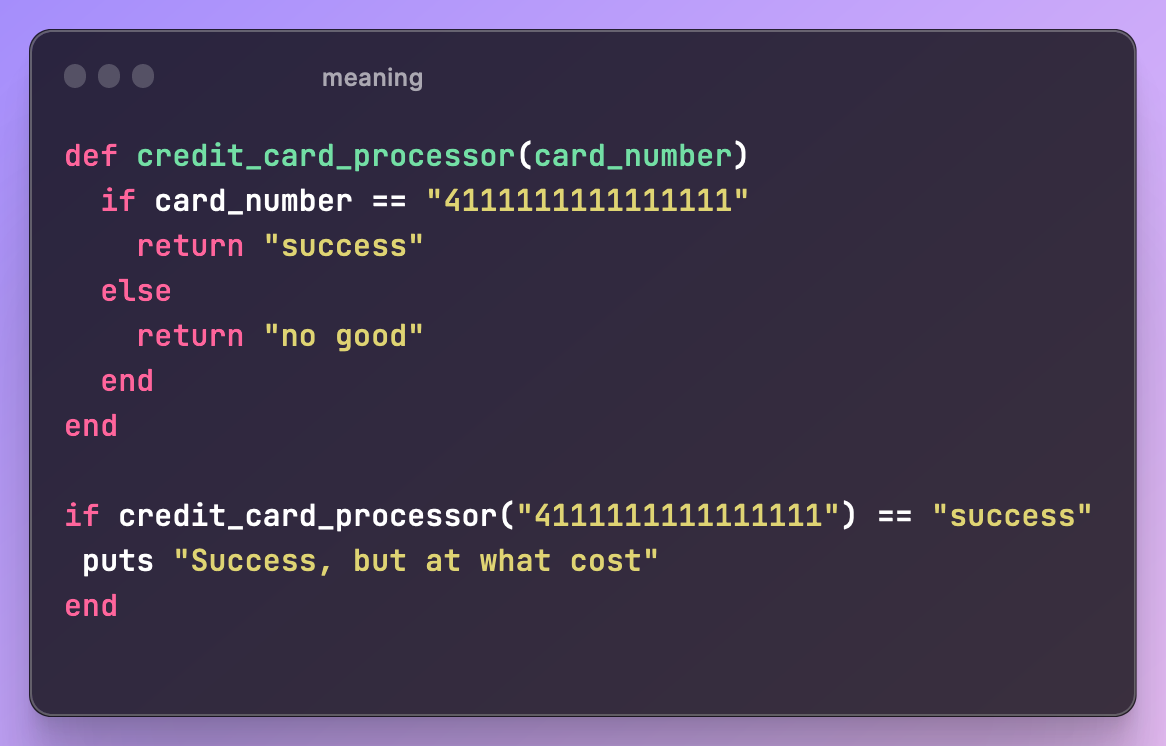 meaning
def credit_card_processor(card_number)
  if card_number == "4111111111111111"
    return "success"
  else
    return "no good"
  end
end

if credit_card_processor("4111111111111111") == "success"
 puts "Success, but at what cost"
end